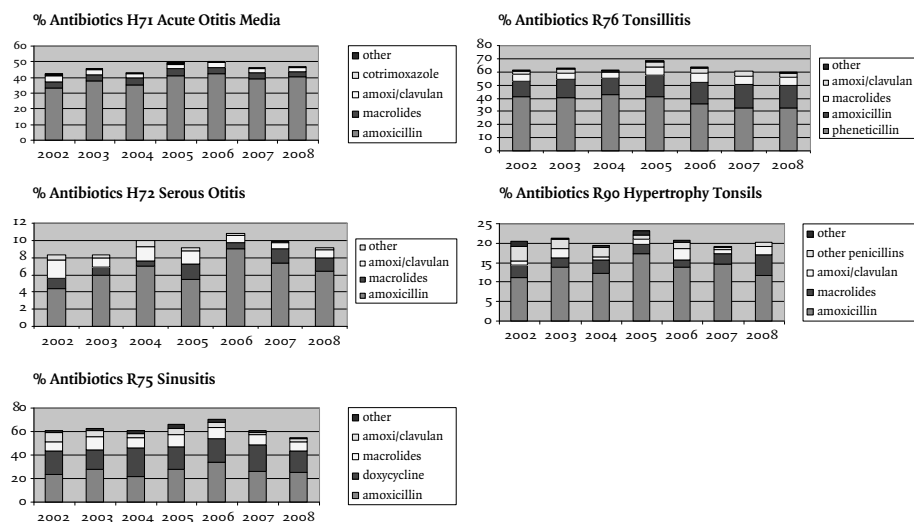 % Antibiotics H71 Acute Otitis Media
60
50
40
30
20
10
0
2002 2003 2004 2005 2006 2007 2008
other
cotrimoxazole
amoxi/clavulan
macrolides
amoxicillin
% Antibiotics R76 Tonsillitis
80
70
60
50
40
30
20
10
0
2002 2003 2004 2005 2006 2007 2008
other
amoxi/clavulan
macrolides
amoxicillin
pheneticillin
% Antibiotics H72 Serous Otitis
12
10
8
6
4
2
0
2002 2003 2004 2005 2006 2007 2008
other
amoxi/clavulan
macrolides
amoxicillin
% Antibiotics R90 Hypertrophy Tonsils
25
20
15
10
5
0
2002 2003 2004 2005 2006 2007 2008
other
other penicillins
amoxi/clavulan
macrolides
amoxicillin
% Antibiotics R75 Sinusitis
80
60
40
20
0
2002 2003 2004 2005 2006 2007 2008
other
amoxi/clavulan
macrolides
doxycycline
amoxicillin